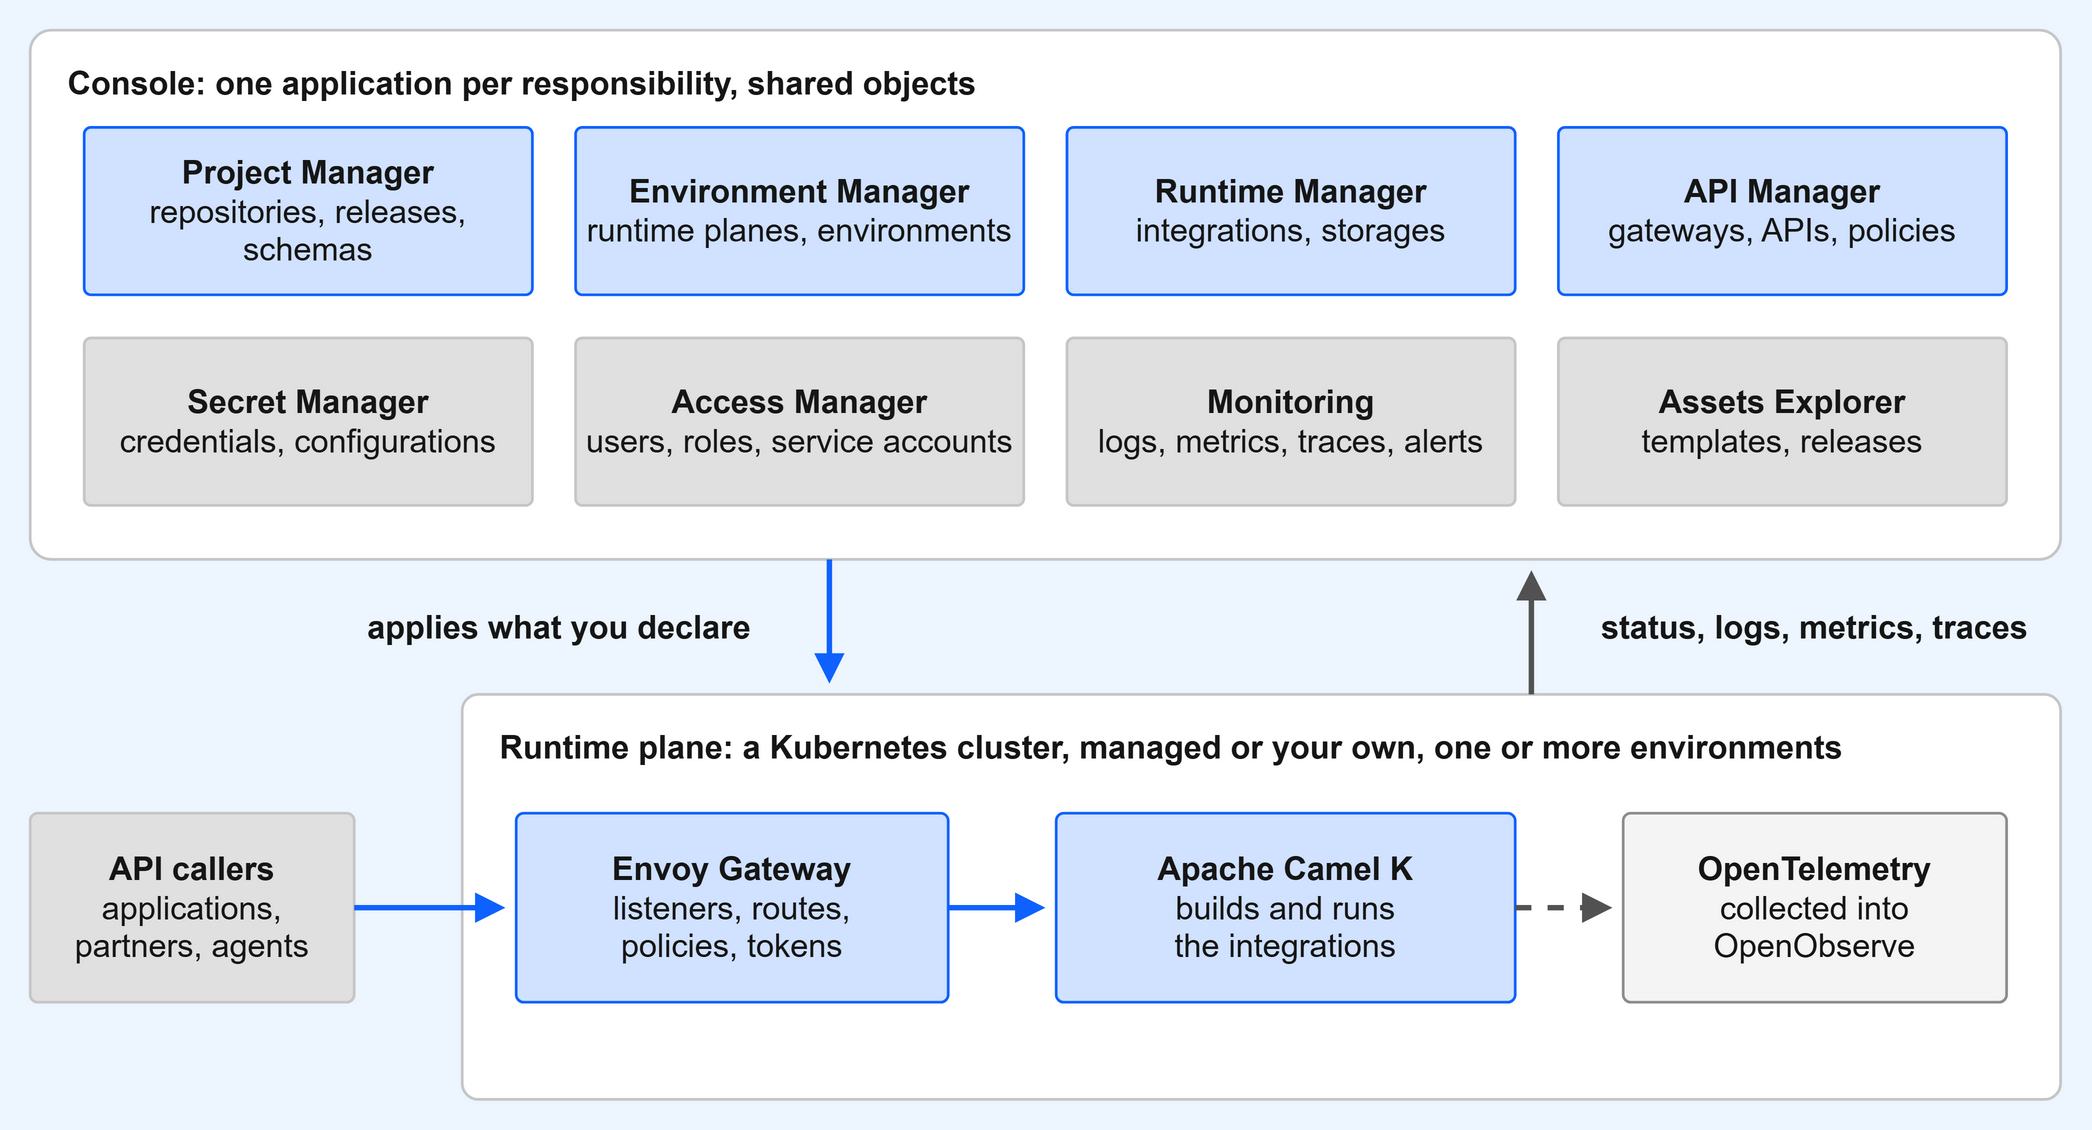 Console: one application per responsibility, shared objects
Project Manager
repositories, releases,
schemas
Environment Manager
runtime planes, environments
Runtime Manager
integrations, storages
API Manager
gateways, APIs, policies
Secret Manager
credentials, configurations
Access Manager
users, roles, service accounts
Monitoring
logs, metrics, traces, alerts
Assets Explorer
templates, releases
applies what you declare
status, logs, metrics, traces
Runtime plane: a Kubernetes cluster, managed or your own, one or more environments
API callers
applications,
partners, agents
Envoy Gateway
listeners, routes,
policies, tokens
Apache Camel K
builds and runs
the integrations
OpenTelemetry
collected into
OpenObserve